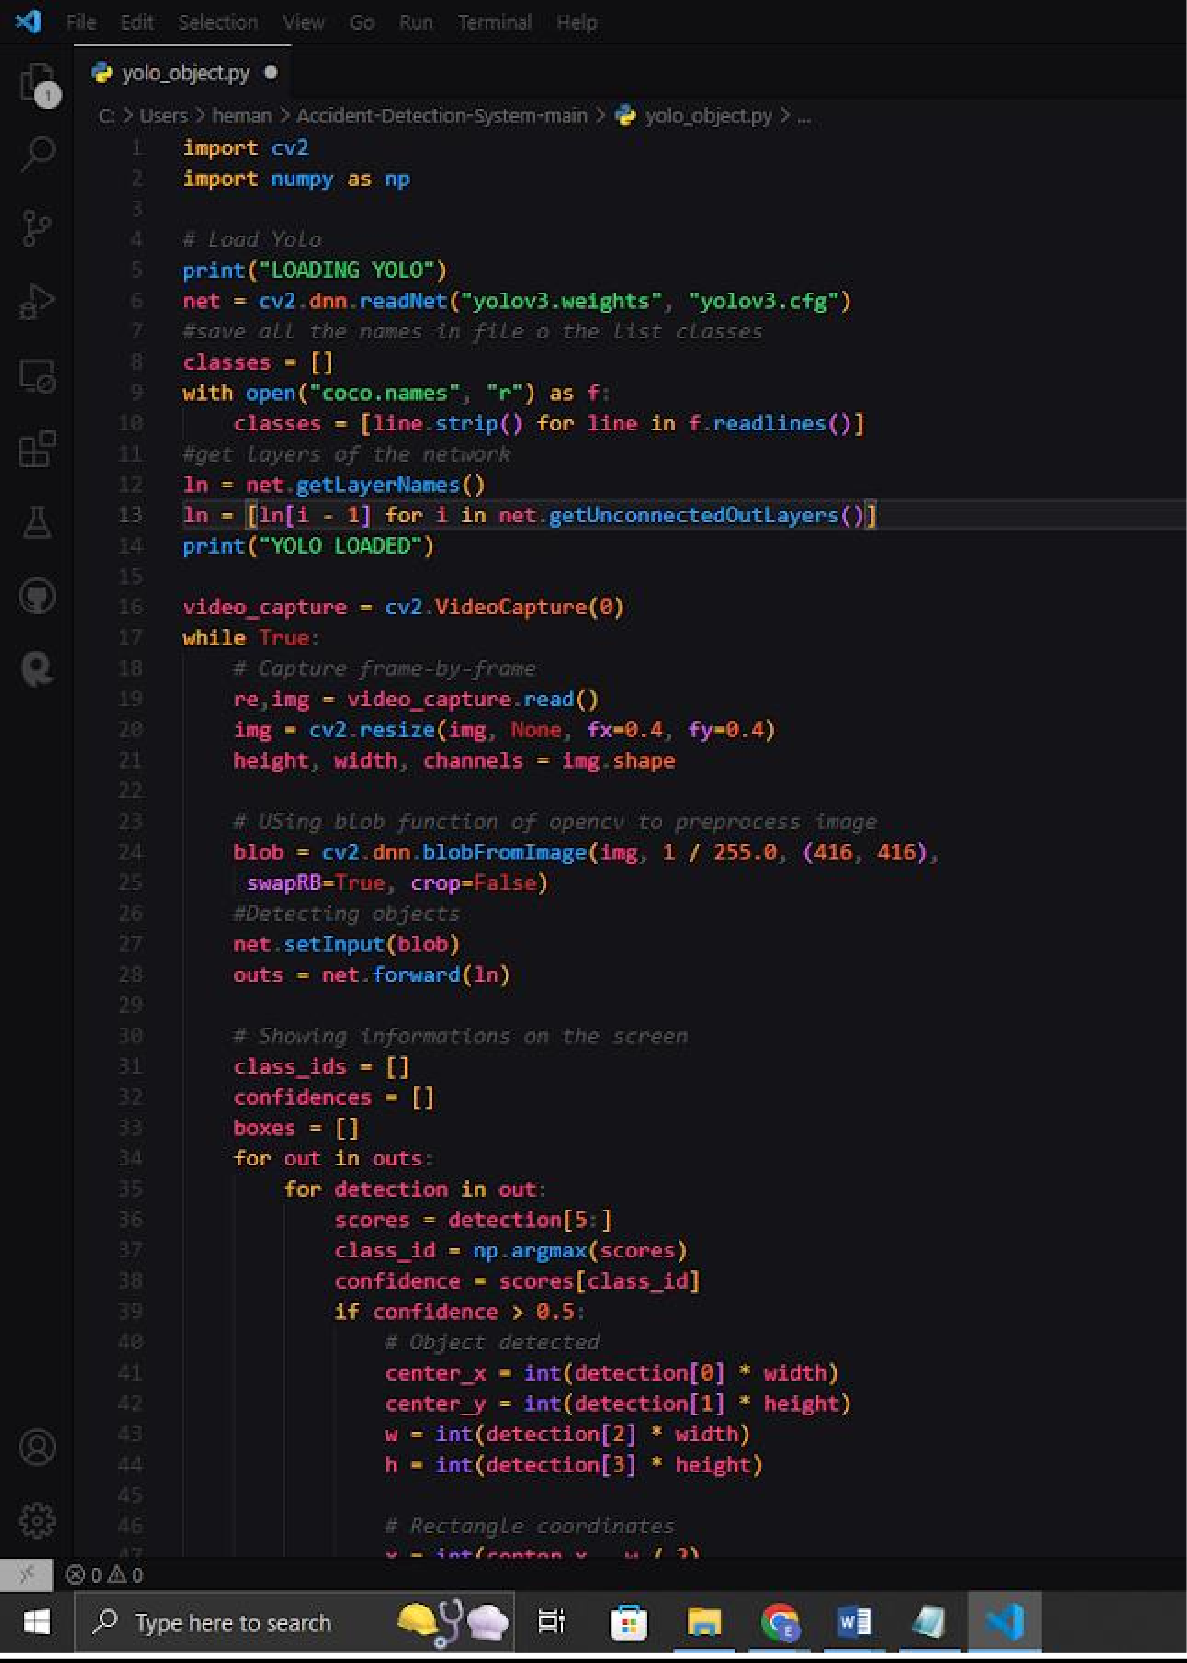 File Edit Selection View Go Run Terminal Help
1
yolo_object.py ●
C: > Users > heman > Accident-Detection-System-main > yolo_object.py > ...
1 import cv2
2 import numpy as np
3
4 # Load Yolo
5 print("LOADING YOLO")
6 net = cv2.dnn.readNet("yolov3.weights", "yolov3.cfg")
7 #save all the names in file o the list classes
8 classes = []
9 with open("coco.names", "r") as f:
10     classes = [line.strip() for line in f.readlines()]
11 #get layers of the network
12 ln = net.getLayerNames()
13 ln = [ln[i - 1] for i in net.getUnconnectedOutLayers()]
14 print("YOLO LOADED")
15
16 video_capture = cv2.VideoCapture(0)
17 while True:
18     # Capture frame-by-frame
19     re,img = video_capture.read()
20     img = cv2.resize(img, None, fx=0.4, fy=0.4)
21     height, width, channels = img.shape
22
23     # USing blob function of opencv to preprocess image
24     blob = cv2.dnn.blobFromImage(img, 1 / 255.0, (416, 416),
25      swapRB=True, crop=False)
26     #Detecting objects
27     net.setInput(blob)
28     outs = net.forward(ln)
29
30     # Showing informations on the screen
31     class_ids = []
32     confidences = []
33     boxes = []
34     for out in outs:
35         for detection in out:
36             scores = detection[5:]
37             class_id = np.argmax(scores)
38             confidence = scores[class_id]
39             if confidence > 0.5:
40                 # Object detected
41                 center_x = int(detection[0] * width)
42                 center_y = int(detection[1] * height)
43                 w = int(detection[2] * width)
44                 h = int(detection[3] * height)
45
46                 # Rectangle coordinates
47                 x = int(center_x - w / 2)
0 0
Type here to search